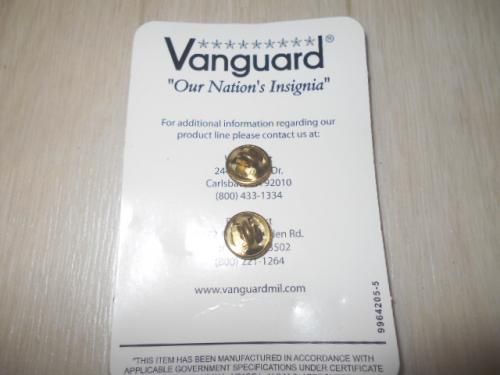 Vanguard®
"Our Nation's Insignia"
For additional information regarding our
product line please contact us at:
Dr.
Carlsba 92010
(800) 433-1334
en Rd.
3502
(800) 221-1264
www.vanguardmil.com
9964205-5
"THIS ITEM HAS BEEN MANUFACTURED IN ACCORDANCE WITH
APPLICABLE GOVERNMENT SPECIFICATIONS UNDER CERTIFICATE